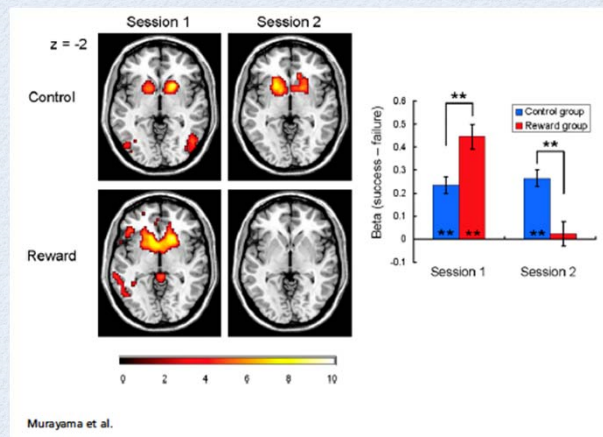 Session 1
Session 2
z = -2
Control
Reward
0 2 4 6 8 10
Beta (success – failure)
0.6
0.5
0.4
0.3
0.2
0.1
0
-0.1
**
**
Control group
Reward group
** ** **
Session 1 Session 2
Murayama et al.